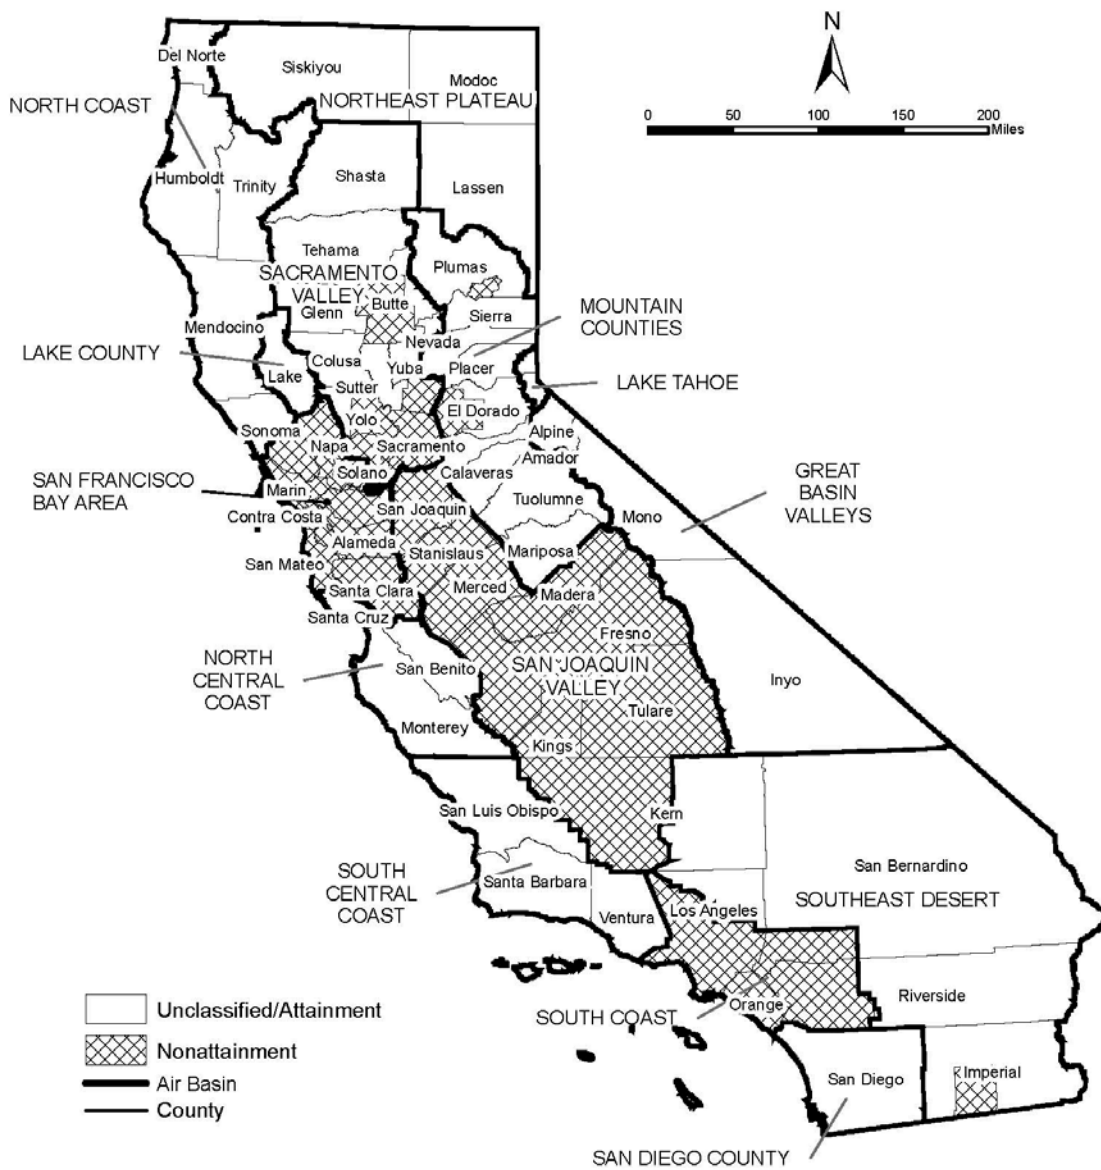 N
0 50 100 150 200
Miles
Del Norte
Siskiyou
Modoc
NORTH COAST
NORTHEAST PLATEAU
Humboldt
Trinity
Shasta
Lassen
Tehama
SACRAMENTO
VALLEY
Plumas
Butte
Glenn
Sierra
MOUNTAIN
COUNTIES
Mendocino
Nevada
LAKE COUNTY
Colusa
Lake
Yuba
Placer
LAKE TAHOE
Sutter
El Dorado
Yolo
Sonoma
Napa
Sacramento
Alpine
Amador
SAN FRANCISCO
BAY AREA
Solano
Calaveras
GREAT
BASIN
VALLEYS
Marin
Tuolumne
San Joaquin
Contra Costa
Mono
Alameda
Stanislaus
Mariposa
San Mateo
Santa Clara
Merced
Madera
Santa Cruz
Fresno
NORTH
CENTRAL
COAST
San Benito
SAN JOAQUIN
VALLEY
Inyo
Tulare
Monterey
Kings
San Luis Obispo
Kern
San Bernardino
SOUTHEAST DESERT
SOUTH
CENTRAL
COAST
Santa Barbara
Ventura
Los Angeles
Riverside
Orange
SOUTH COAST
San Diego
Imperial
SAN DIEGO COUNTY
Unclassified/Attainment
Nonattainment
Air Basin
County